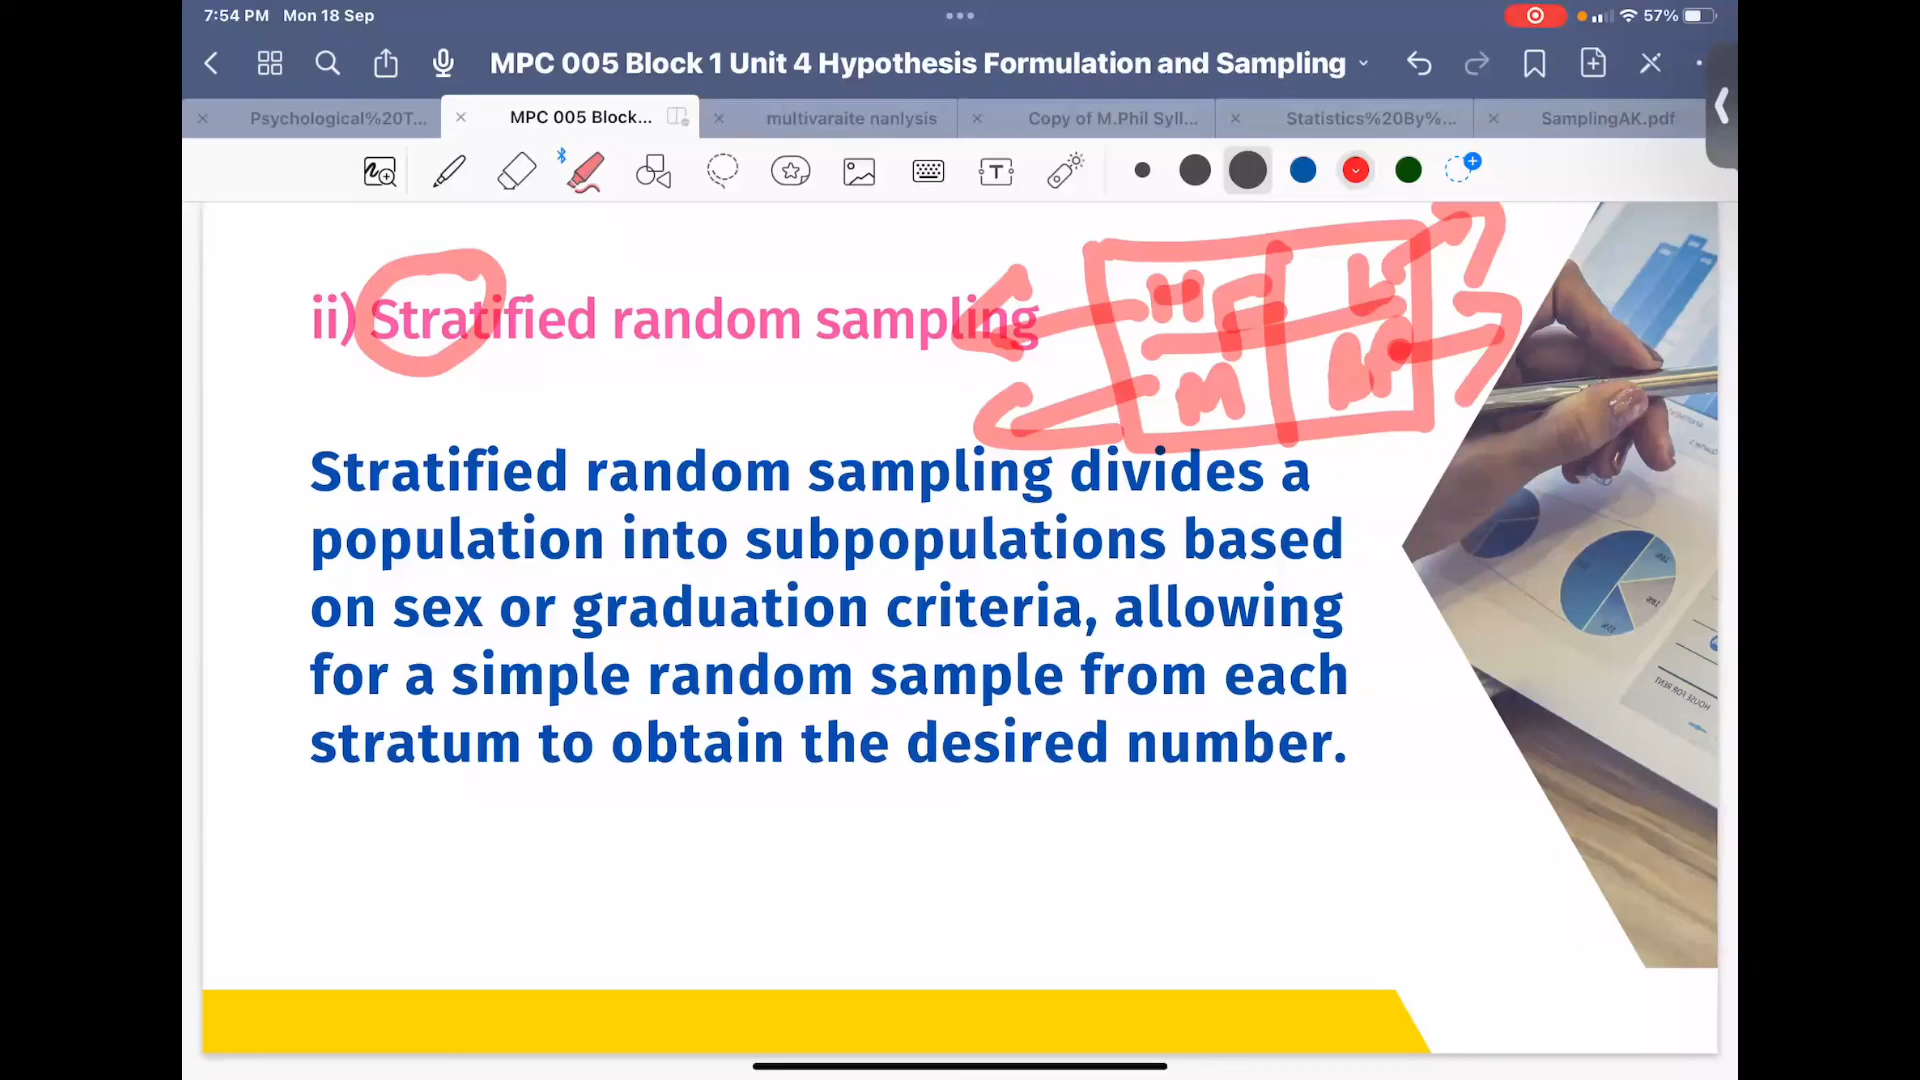 7:54 PM Mon 18 Sep
57%
MPC 005 Block 1 Unit 4 Hypothesis Formulation and Sampling
Psychological%20T...
MPC 005 Block...
multivaraite nanlysis
Copy of M.Phil Syll...
Statistics%20By%...
SamplingAK.pdf
ii) Stratified random sampling
Stratified random sampling divides a
population into subpopulations based
on sex or graduation criteria, allowing
for a simple random sample from each
stratum to obtain the desired number.